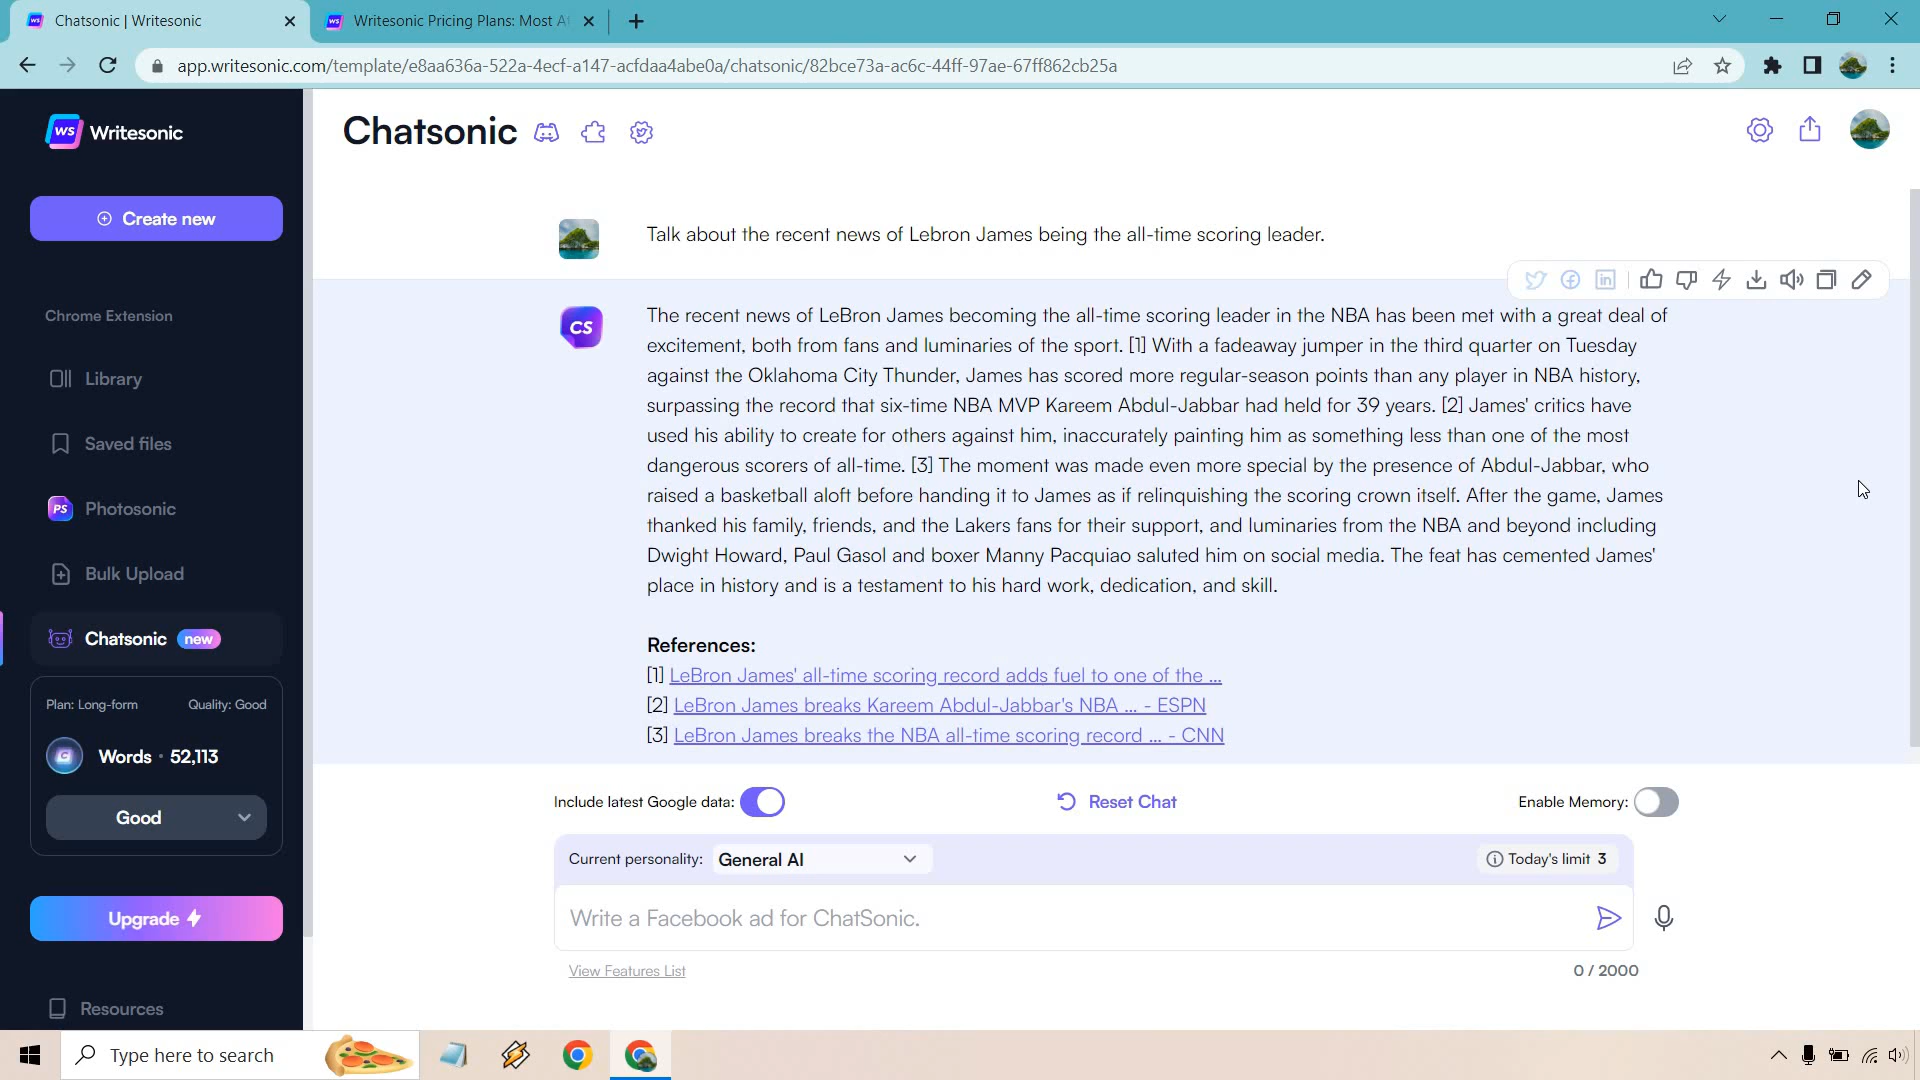 Chatsonic | Writesonic
Writesonic Pricing Plans: Most A
app.writesonic.com/template/e8aa636a-522a-4ecf-a147-acfdaa4abe0a/chatsonic/82bce73a-ac6c-44ff-97ae-67ff862cb25a
WS Writesonic
Create new
Chrome Extension
Library
Saved files
PS Photosonic
Bulk Upload
Chatsonic new
Plan: Long-form Quality: Good
G Words · 52,113
Good
Upgrade
Resources
Chatsonic
Talk about the recent news of Lebron James being the all-time scoring leader.
CS
The recent news of LeBron James becoming the all-time scoring leader in the NBA has been met with a great deal of
excitement, both from fans and luminaries of the sport. [1] With a fadeaway jumper in the third quarter on Tuesday
against the Oklahoma City Thunder, James has scored more regular-season points than any player in NBA history,
surpassing the record that six-time NBA MVP Kareem Abdul-Jabbar had held for 39 years. [2] James' critics have
used his ability to create for others against him, inaccurately painting him as something less than one of the most
dangerous scorers of all-time. [3] The moment was made even more special by the presence of Abdul-Jabbar, who
raised a basketball aloft before handing it to James as if relinquishing the scoring crown itself. After the game, James
thanked his family, friends, and the Lakers fans for their support, and luminaries from the NBA and beyond including
Dwight Howard, Paul Gasol and boxer Manny Pacquiao saluted him on social media. The feat has cemented James'
place in history and is a testament to his hard work, dedication, and skill.
References:
[1] LeBron James' all-time scoring record adds fuel to one of the ...
[2] LeBron James breaks Kareem Abdul-Jabbar's NBA ... - ESPN
[3] LeBron James breaks the NBA all-time scoring record ... - CNN
Include latest Google data: Reset Chat Enable Memory:
Current personality: General AI Today's limit 3
Write a Facebook ad for ChatSonic.
View Features List 0 / 2000
Type here to search